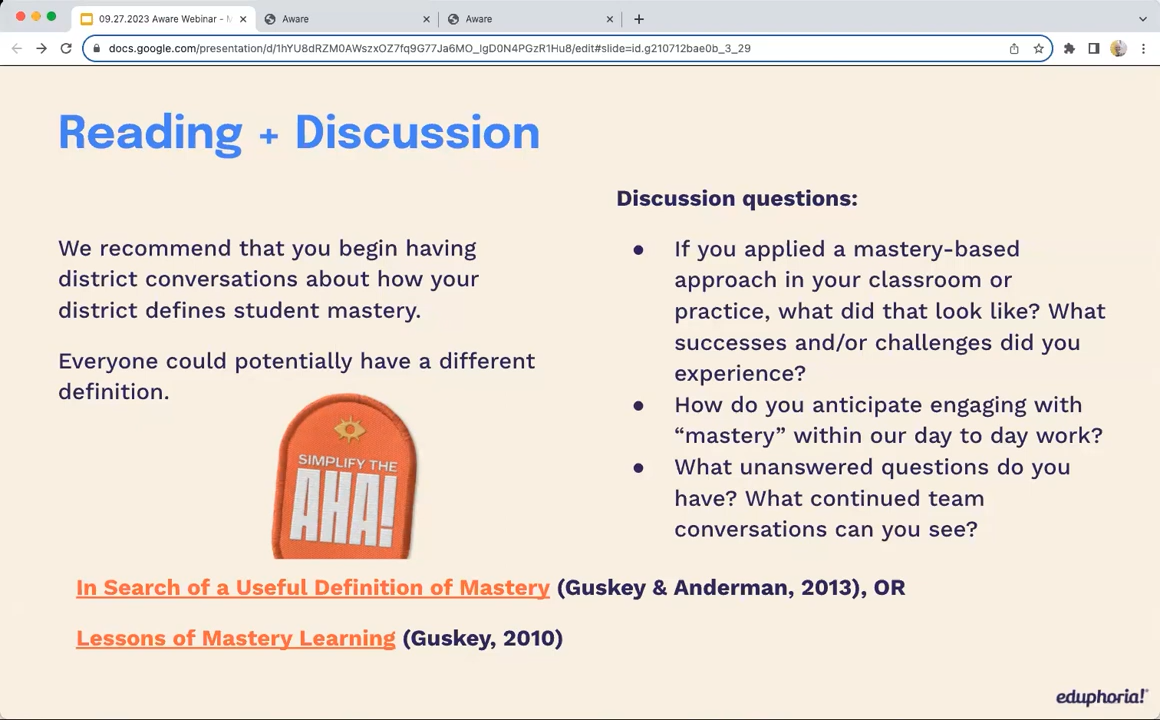 09.27.2023 Aware Webinar - M
Aware
Aware
docs.google.com/presentation/d/1hYU8dRZM0AWszxOZ7fq9G77Ja6MO_IgD0N4PGzR1Hu8/edit#slide=id.g210712bae0b_3_29
Reading + Discussion
We recommend that you begin having
district conversations about how your
district defines student mastery.
Everyone could potentially have a different
definition.
SIMPLIFY THE
AHA!
Discussion questions:
● If you applied a mastery-based
approach in your classroom or
practice, what did that look like? What
successes and/or challenges did you
experience?
● How do you anticipate engaging with
“mastery” within our day to day work?
● What unanswered questions do you
have? What continued team
conversations can you see?
In Search of a Useful Definition of Mastery (Guskey & Anderman, 2013), OR
Lessons of Mastery Learning (Guskey, 2010)
eduphoria!